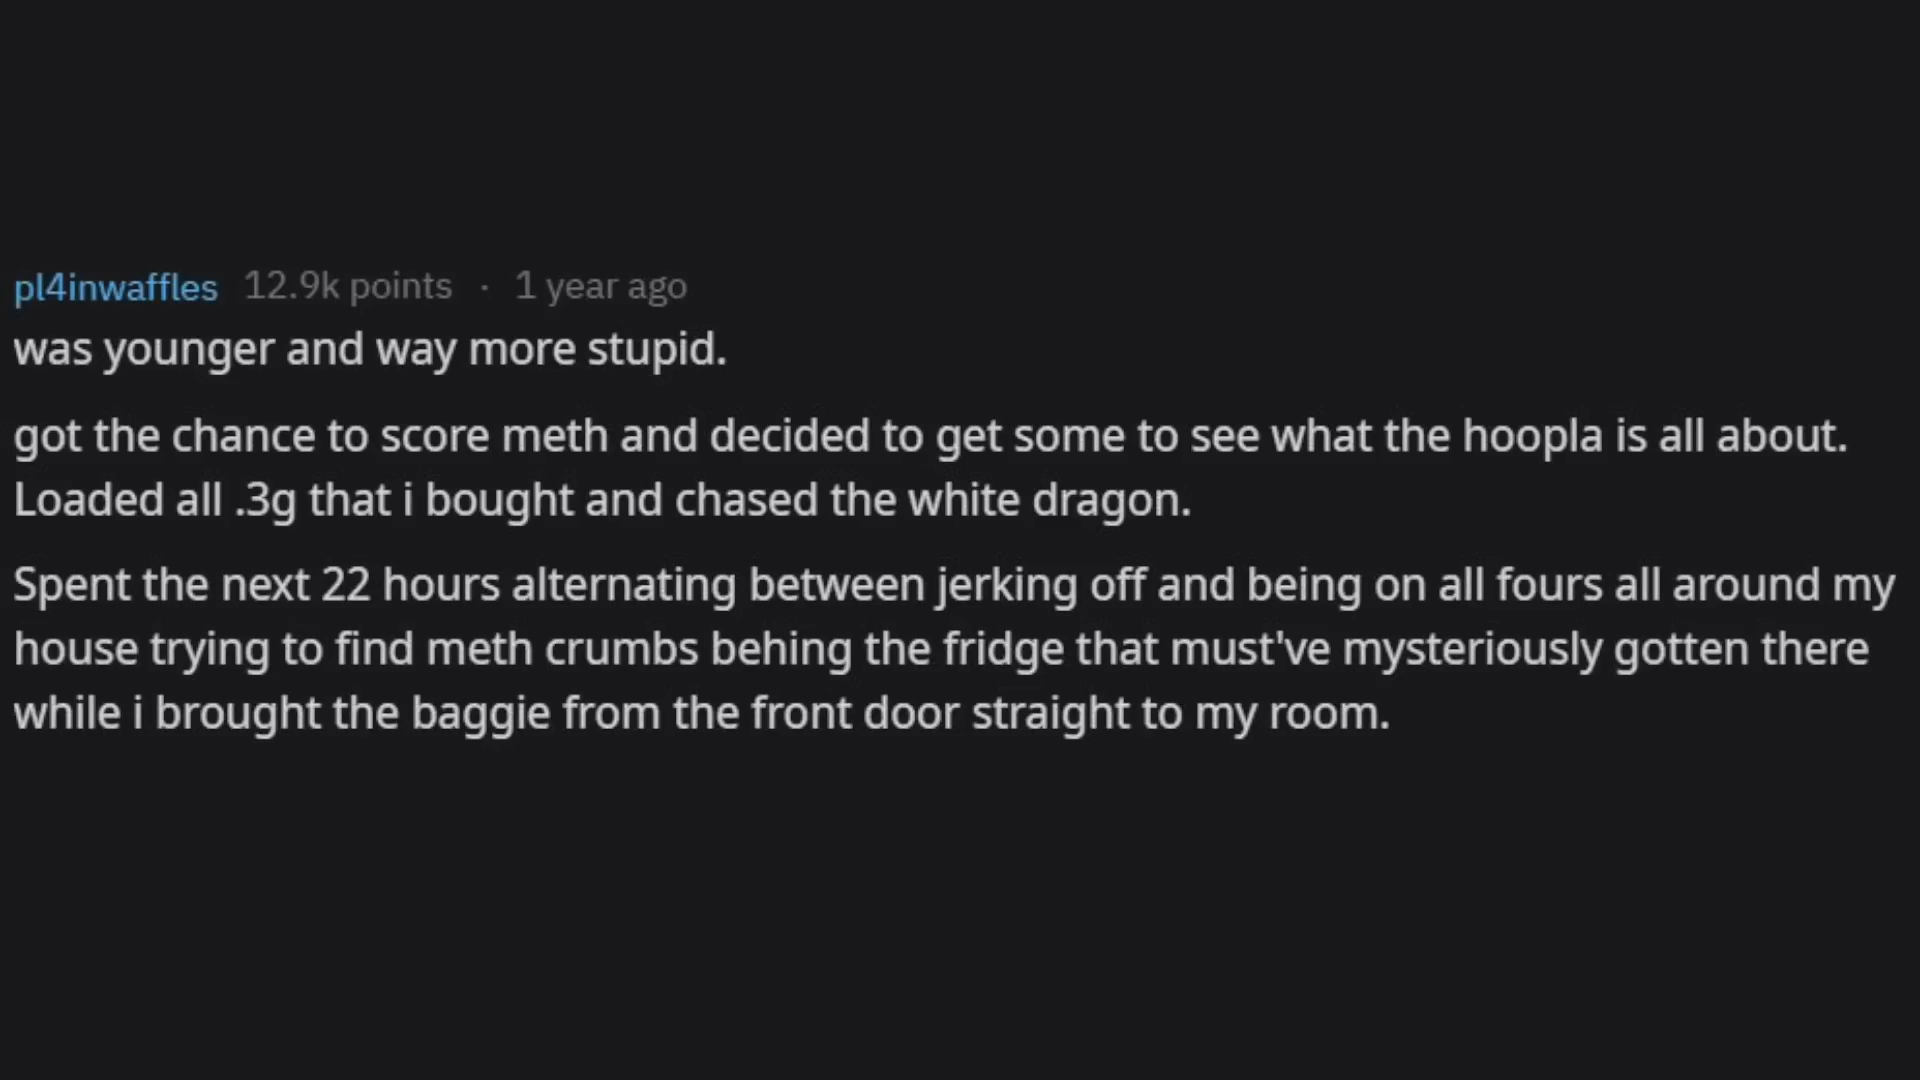 pl4inwaffles 12.9k points · 1 year ago
was younger and way more stupid.
got the chance to score meth and decided to get some to see what the hoopla is all about.
Loaded all .3g that i bought and chased the white dragon.
Spent the next 22 hours alternating between jerking off and being on all fours all around my
house trying to find meth crumbs behing the fridge that must've mysteriously gotten there
while i brought the baggie from the front door straight to my room.